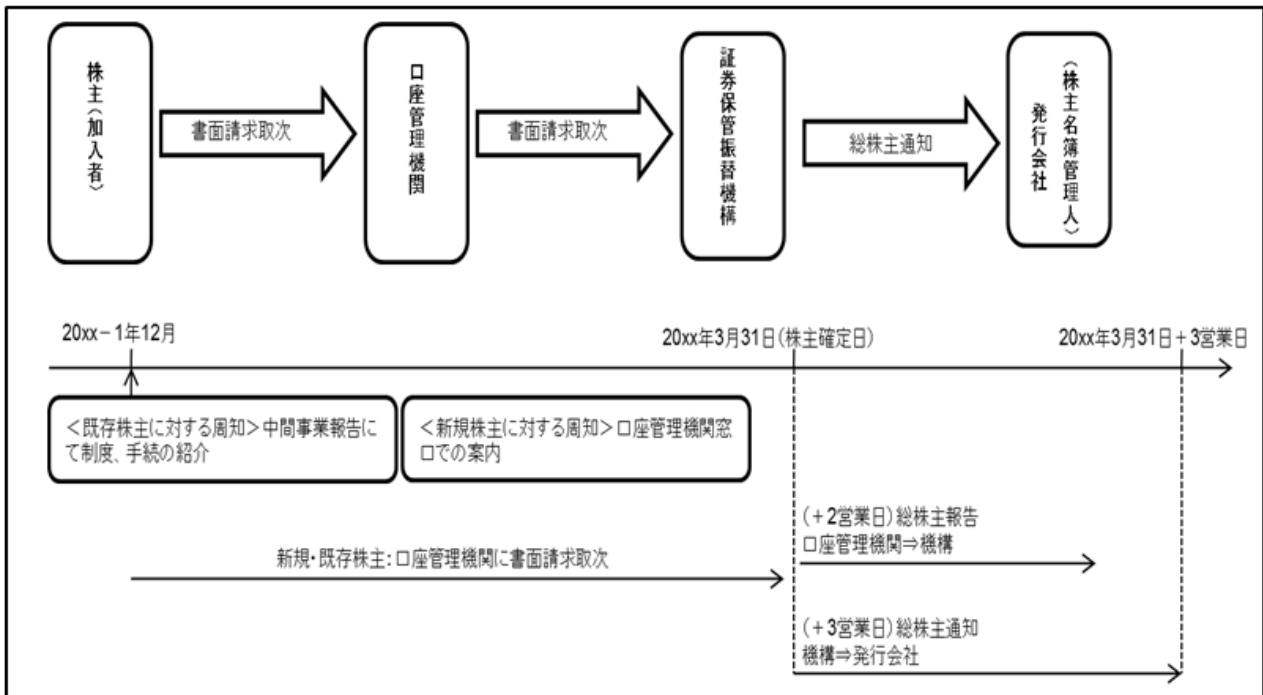 株主(加入者)
書面請求取次
口座管理機関
書面請求取次
証券保管振替機構
総株主通知
(株主名簿管理人)
発行会社
20xx－1年12月
20xx年3月31日(株主確定日)
20xx年3月31日＋3営業日
＜既存株主に対する周知＞中間事業報告に
て制度、手続の紹介
＜新規株主に対する周知＞口座管理機関窓
口での案内
新規・既存株主：口座管理機関に書面請求取次
(＋2営業日)総株主報告
口座管理機関⇒機構
(＋3営業日)総株主通知
機構⇒発行会社